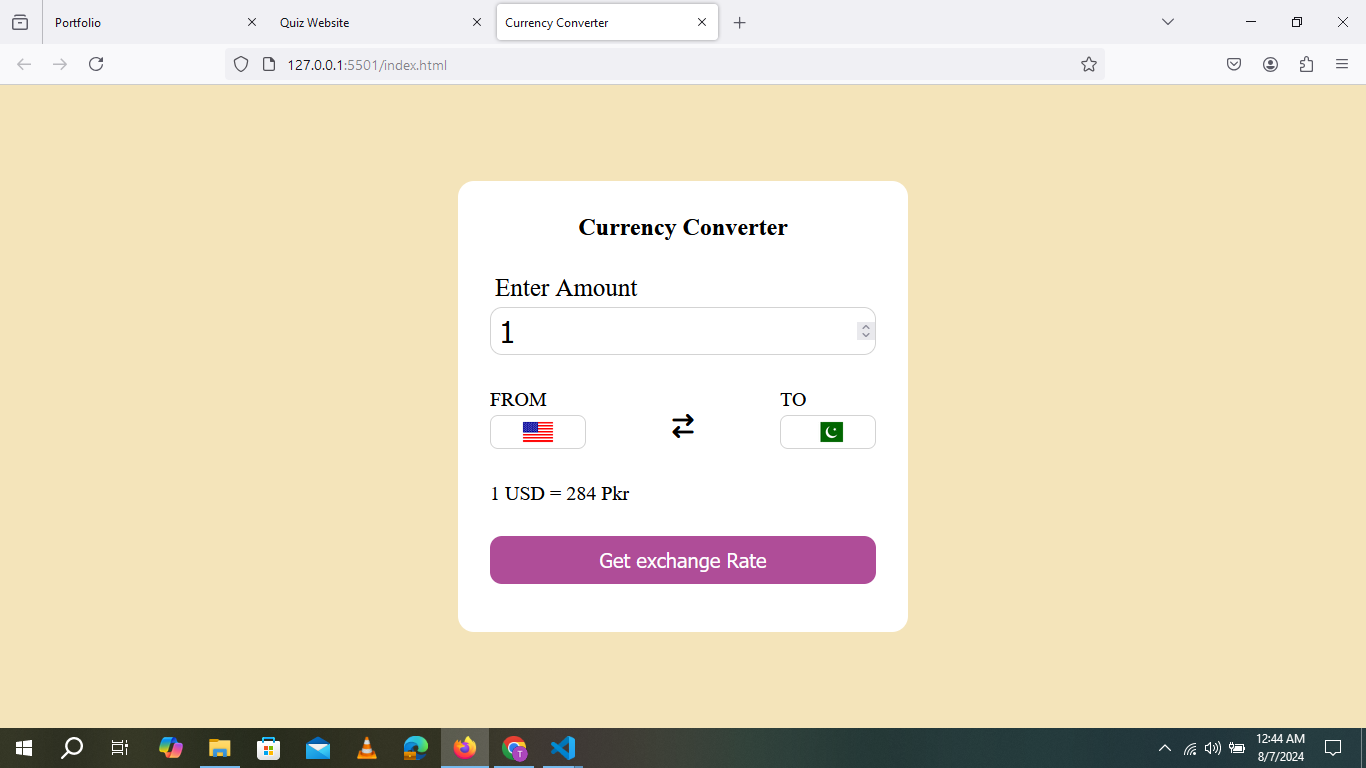 Portfolio
Quiz Website
Currency Converter
127.0.0.1:5501/index.html
Currency Converter
Enter Amount
1
FROM
TO
1 USD = 284 Pkr
Get exchange Rate
T
12:44 AM
8/7/2024